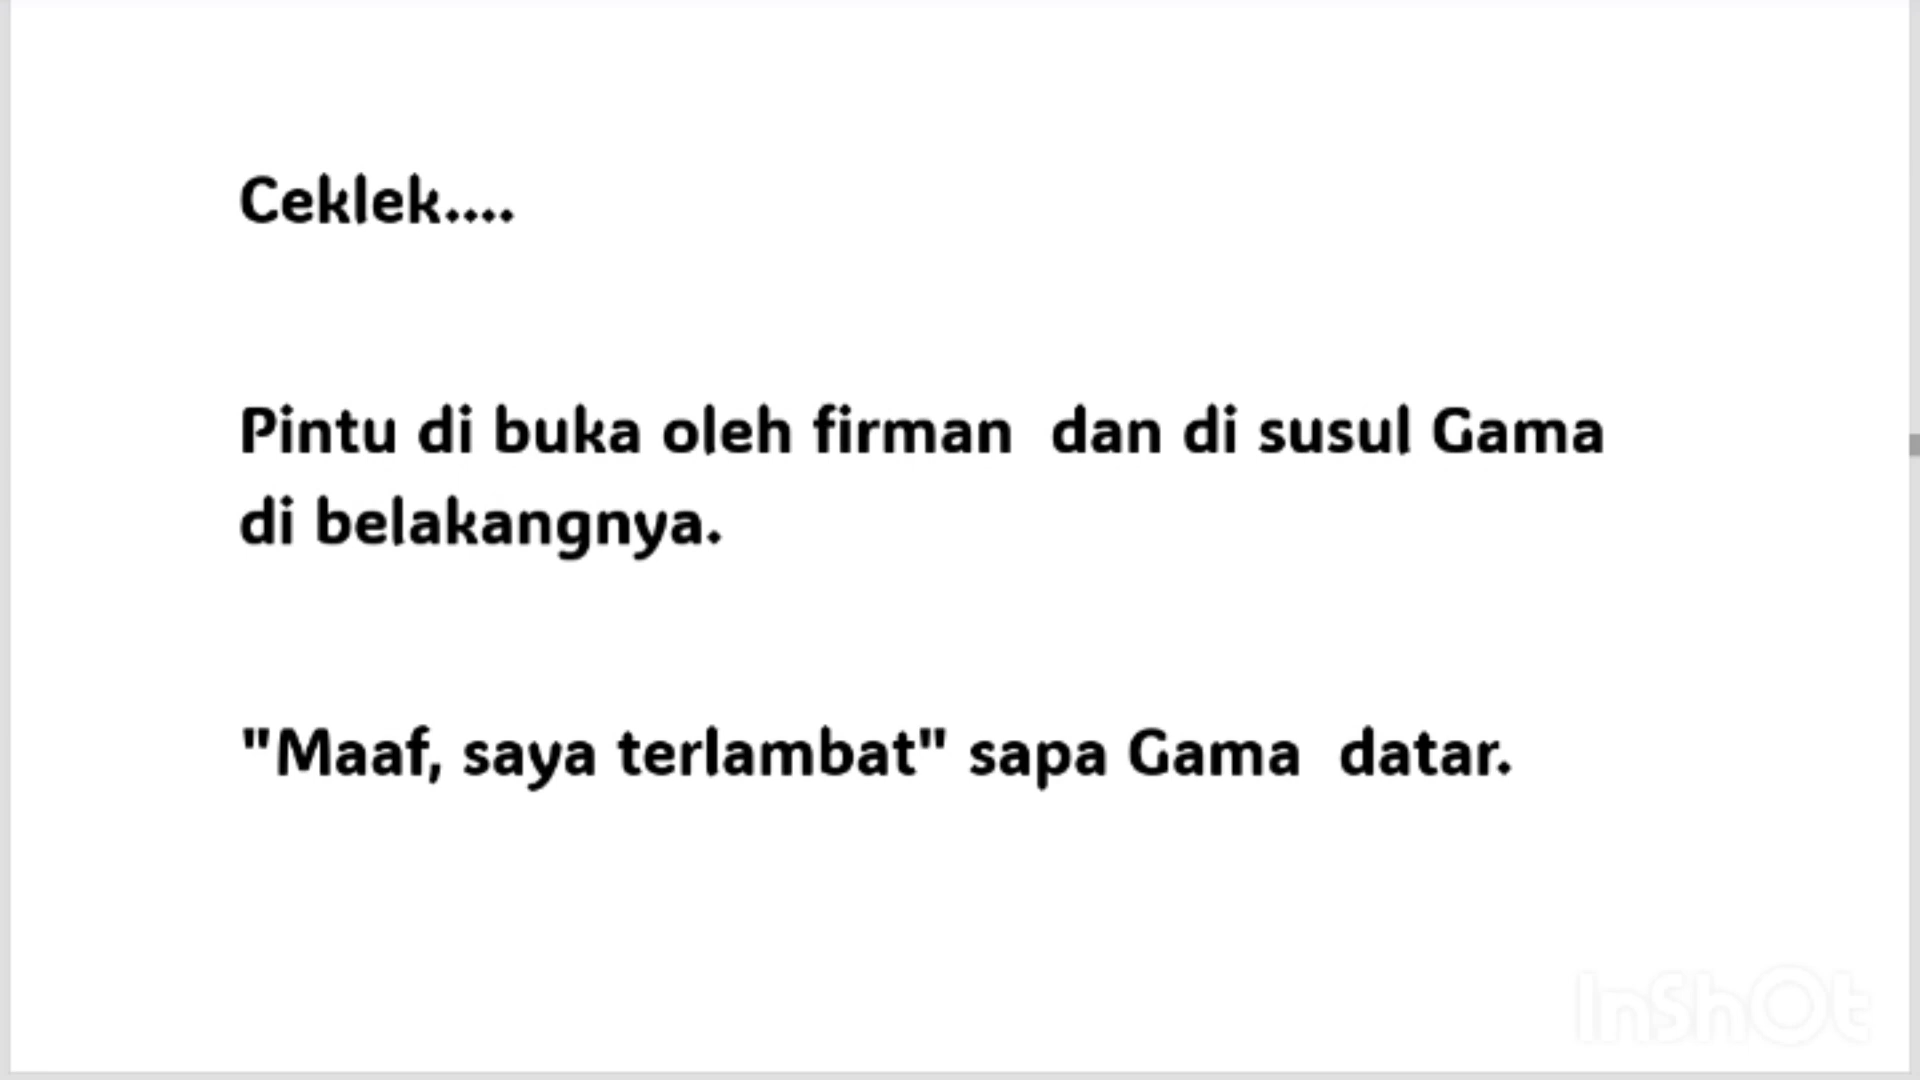 Ceklek....
Pintu di buka oleh firman  dan di susul Gama
di belakangnya.
"Maaf, saya terlambat" sapa Gama  datar.
InShOt